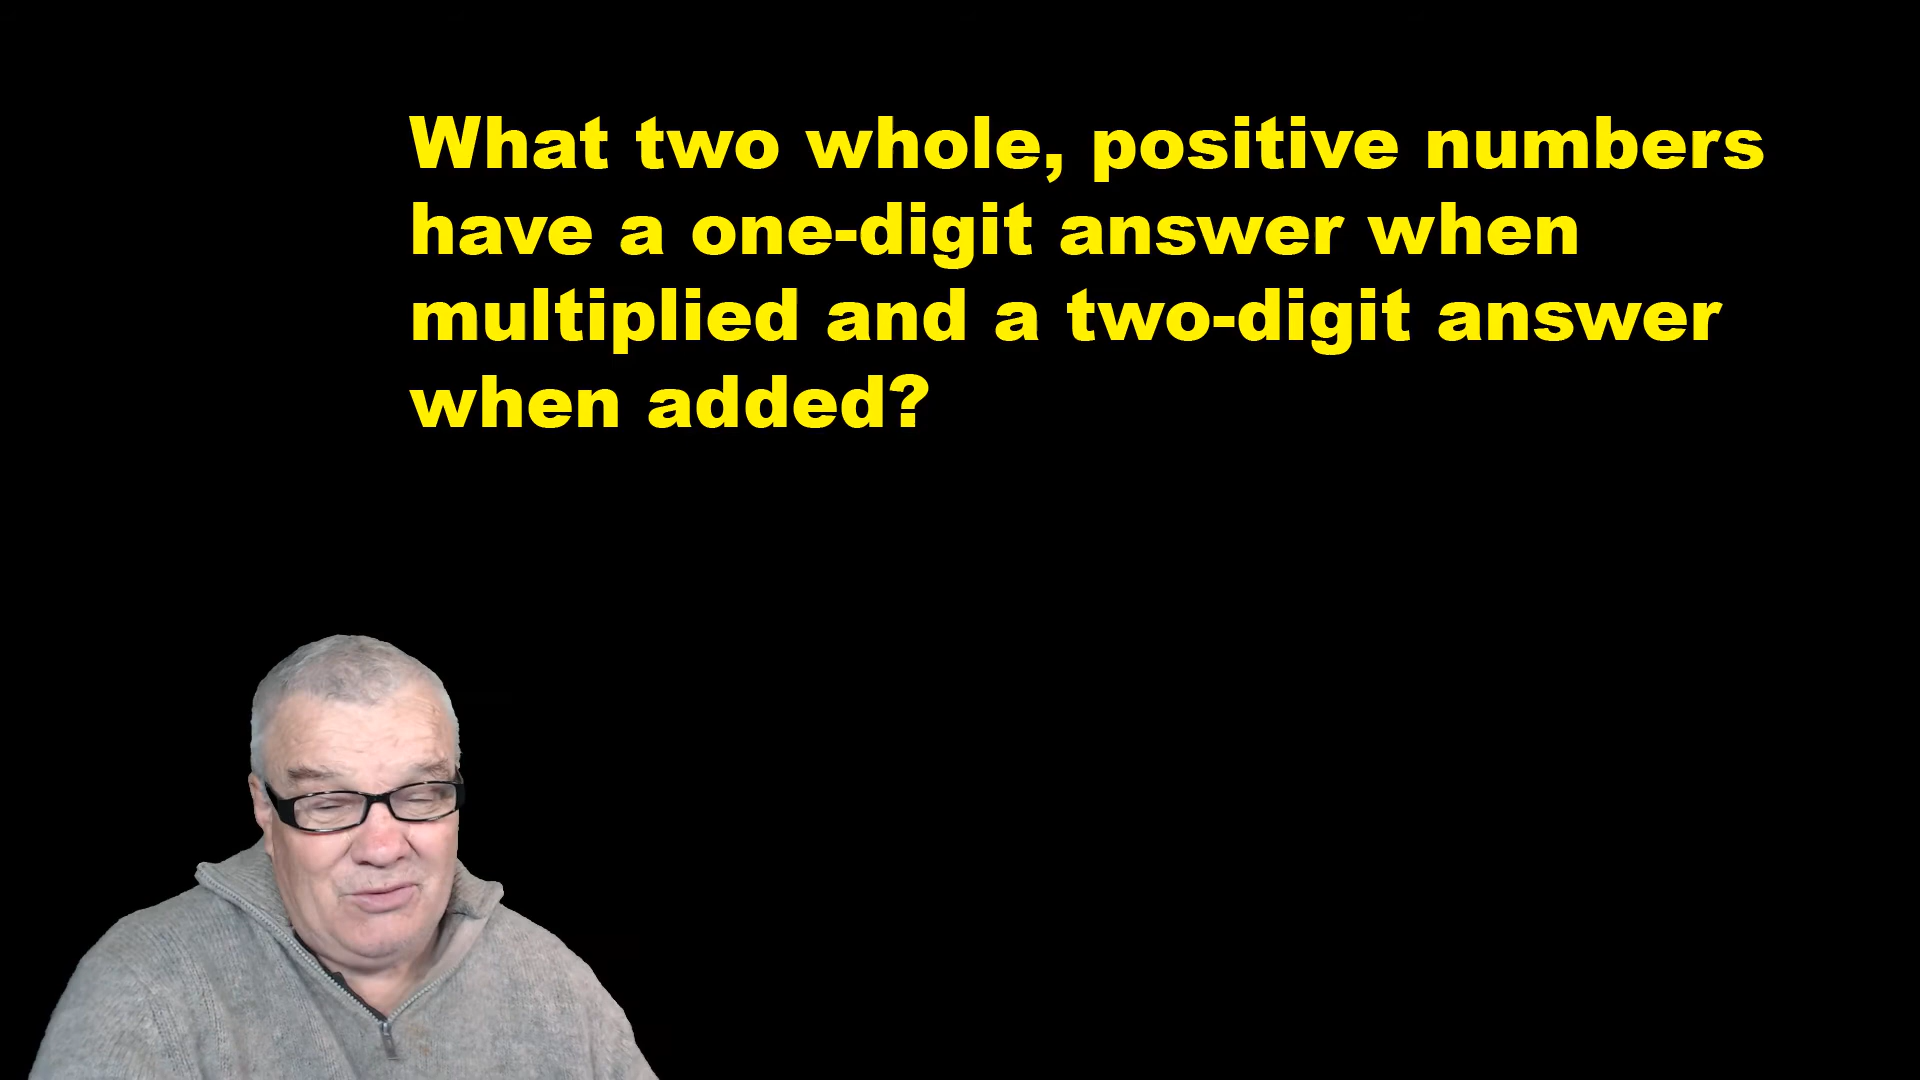 What two whole, positive numbers
have a one-digit answer when
multiplied and a two-digit answer
when added?